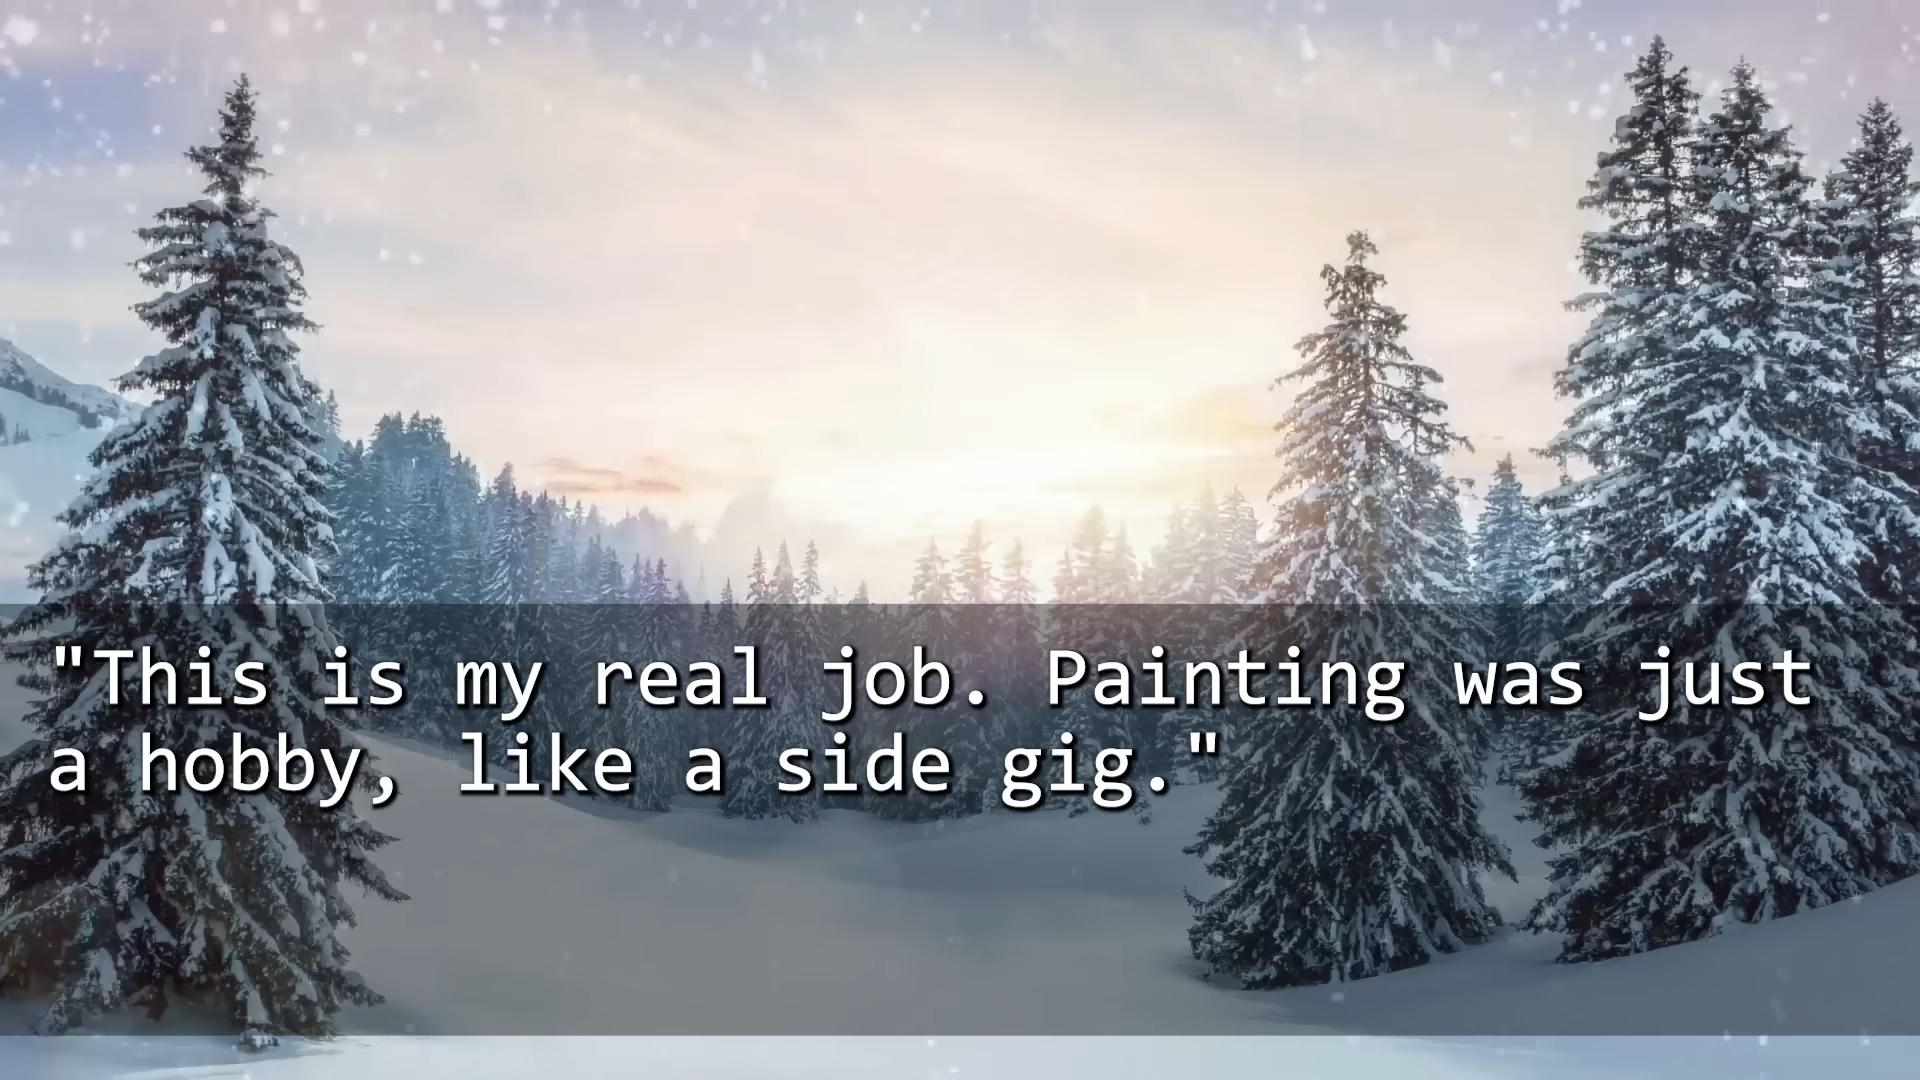 "This is my real job. Painting was just
a hobby, like a side gig."